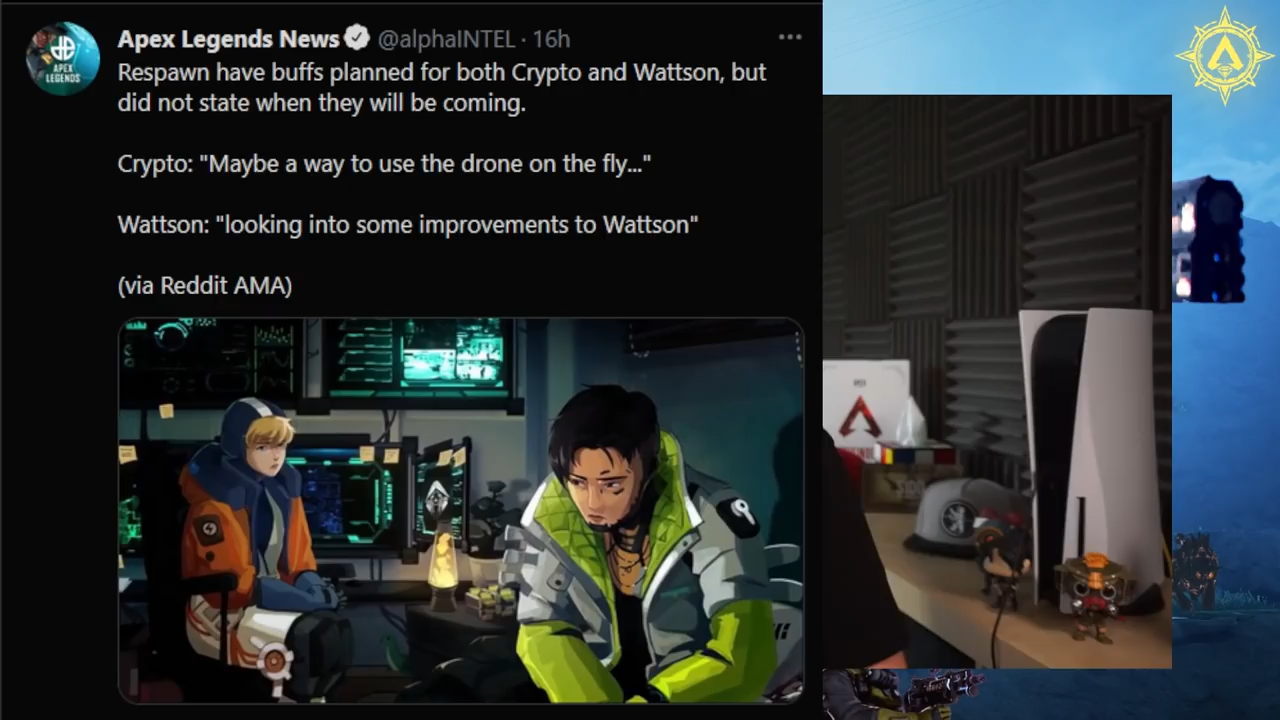 Apex Legends News @alphaINTEL · 16h
Respawn have buffs planned for both Crypto and Wattson, but
did not state when they will be coming.
Crypto: "Maybe a way to use the drone on the fly..."
Wattson: "looking into some improvements to Wattson"
(via Reddit AMA)
APEX
LEGENDS